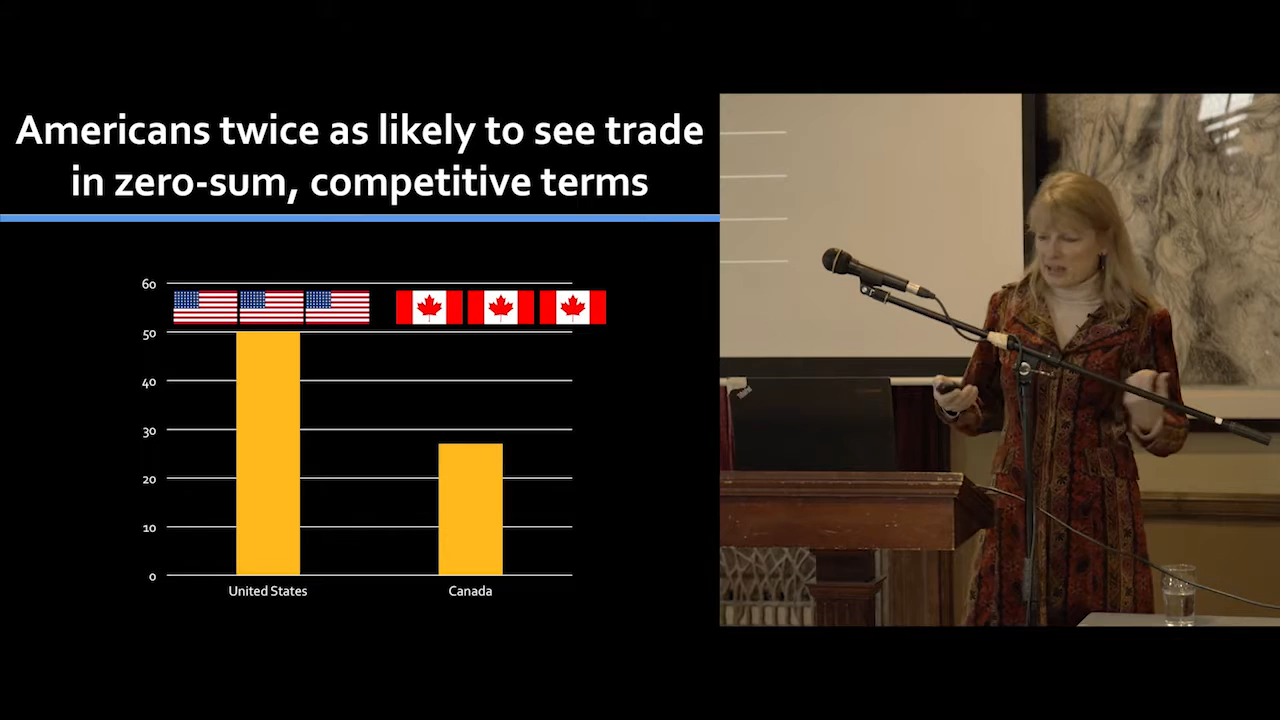 Americans twice as likely to see trade
in zero-sum, competitive terms
60
50
40
30
20
10
0
United States
Canada